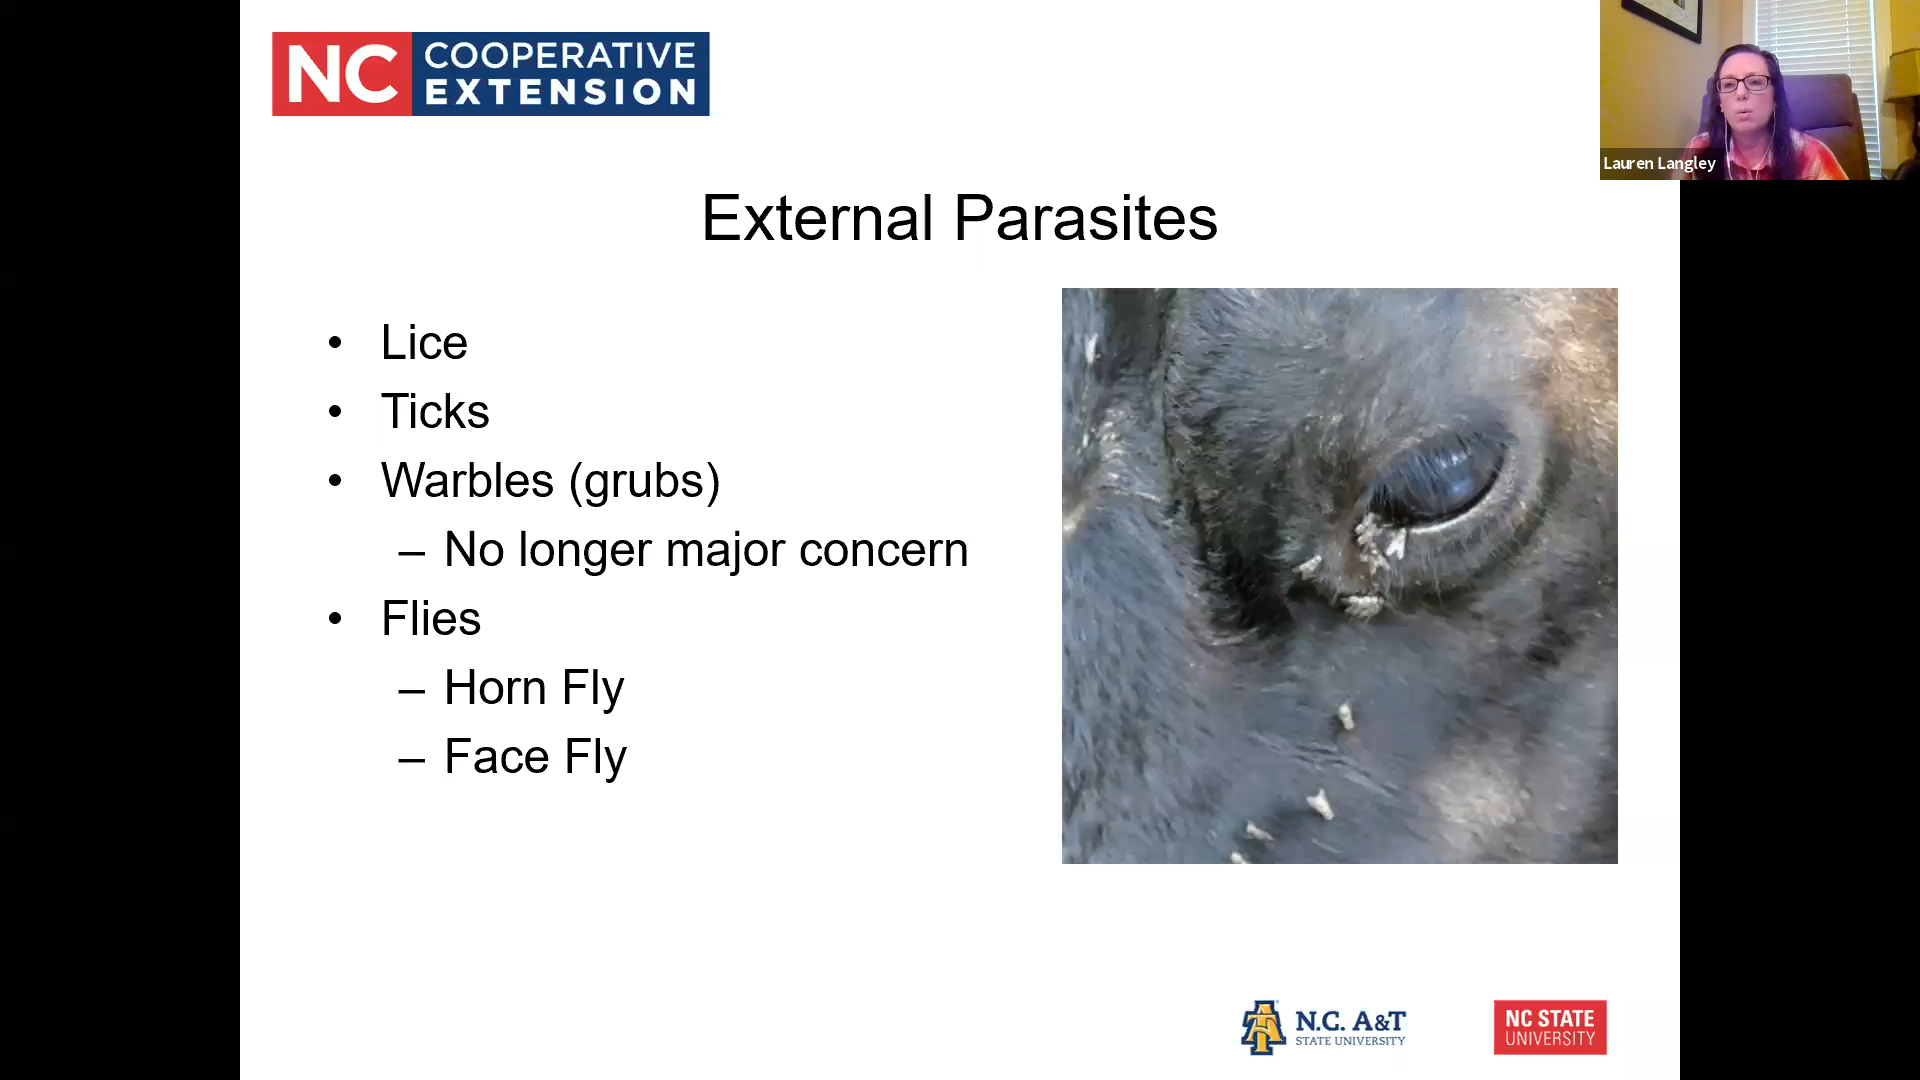 NC COOPERATIVE
EXTENSION
Lauren Langley
External Parasites
• Lice
• Ticks
• Warbles (grubs)
– No longer major concern
• Flies
– Horn Fly
– Face Fly
N.C. A&T
STATE UNIVERSITY
NC STATE
UNIVERSITY